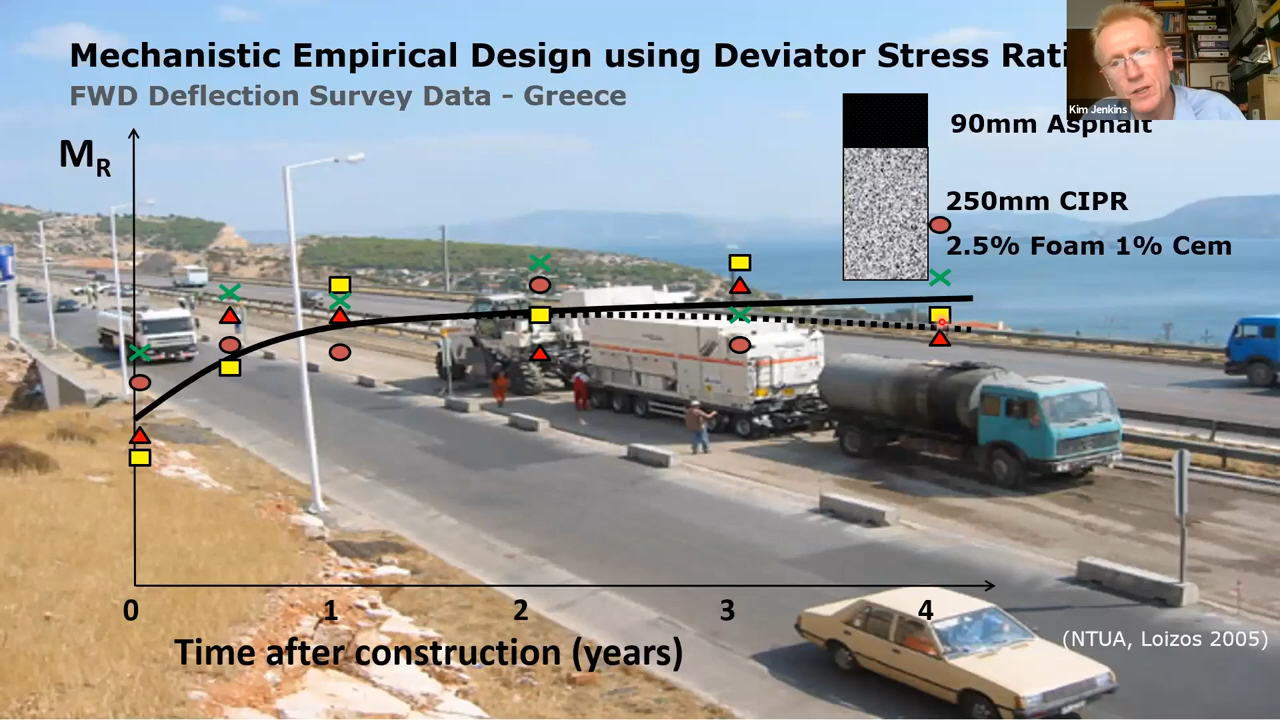 Mechanistic Empirical Design using Deviator Stress Rati
FWD Deflection Survey Data - Greece
Kim Jenkins
90mm Asphalt
M_R
250mm CIPR
2.5% Foam 1% Cem
0 1 2 3 4
Time after construction (years)
(NTUA, Loizos 2005)